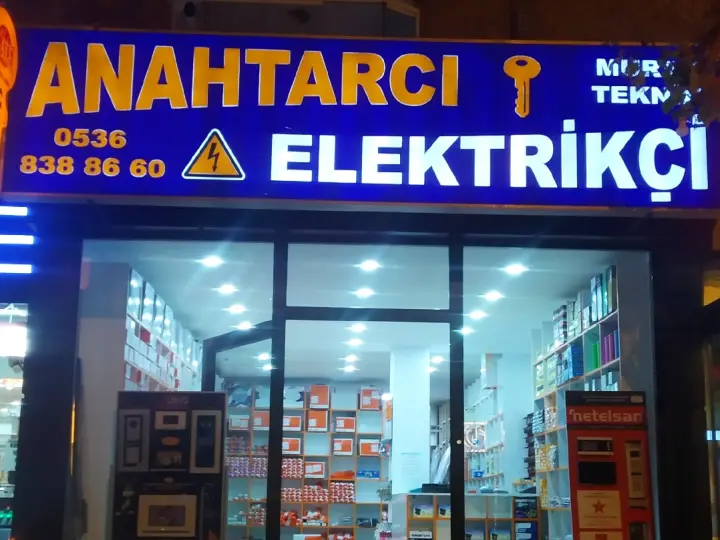 ANAHTARCI
0536
838 86 60
ELEKTRİKÇİ
netelsan